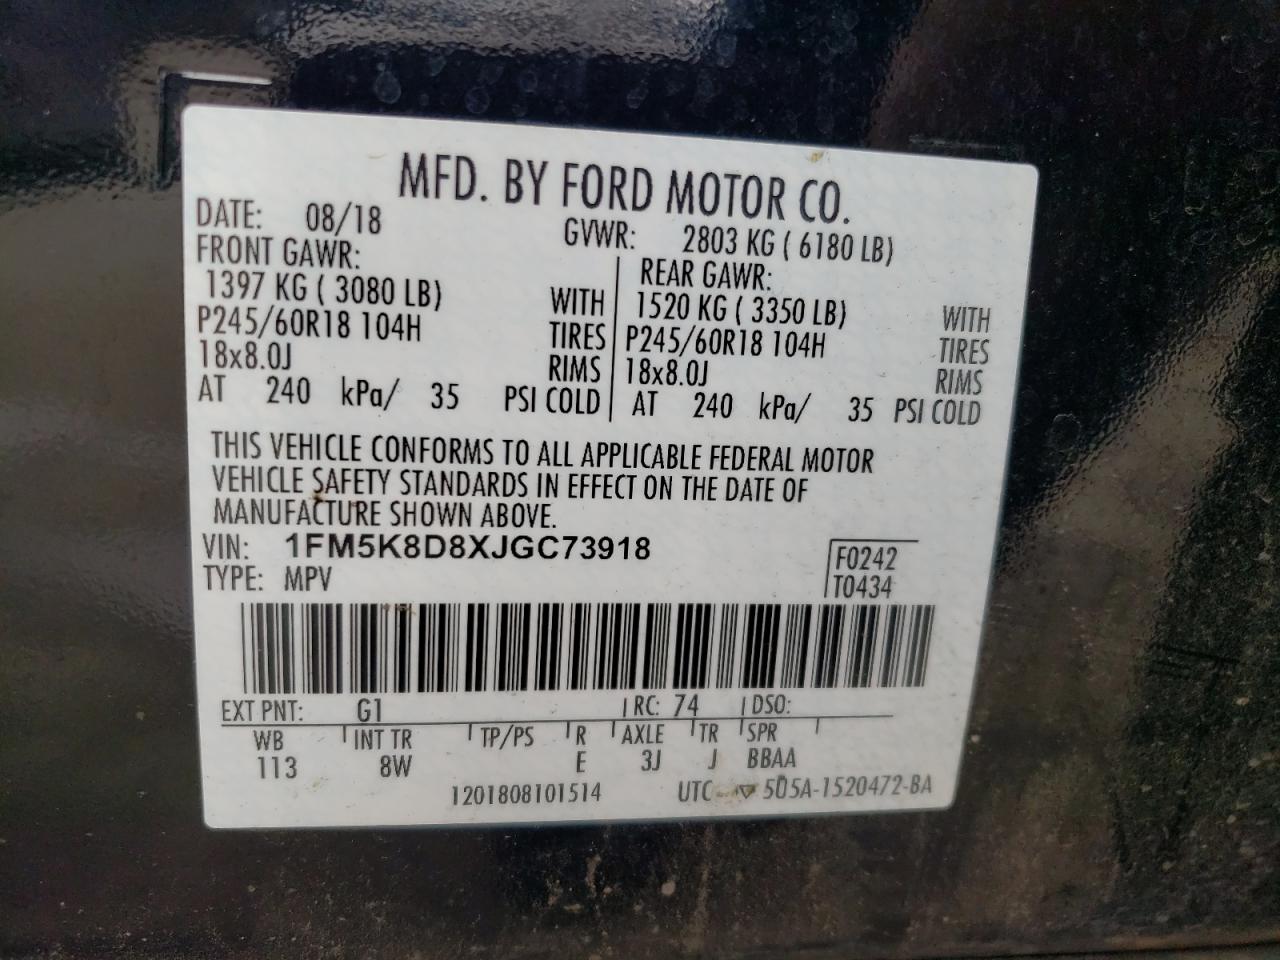 MFD. BY FORD MOTOR CO.
DATE: 08/18 GVWR: 2803 KG ( 6180 LB)
FRONT GAWR: REAR GAWR:
1397 KG ( 3080 LB) WITH 1520 KG ( 3350 LB) WITH
P245/60R18 104H TIRES P245/60R18 104H TIRES
18x8.0J RIMS 18x8.0J RIMS
AT 240 kPa/ 35 PSI COLD AT 240 kPa/ 35 PSI COLD
THIS VEHICLE CONFORMS TO ALL APPLICABLE FEDERAL MOTOR
VEHICLE SAFETY STANDARDS IN EFFECT ON THE DATE OF
MANUFACTURE SHOWN ABOVE.
VIN: 1FM5K8D8XJGC73918 F0242
TYPE: MPV T0434
EXT PNT: G1 RC: 74 DSO:
WB INT TR TP/PS R AXLE TR SPR
113 8W E 3J J BBAA
1201808101514 UTC ▽ 505A-1520472-BA